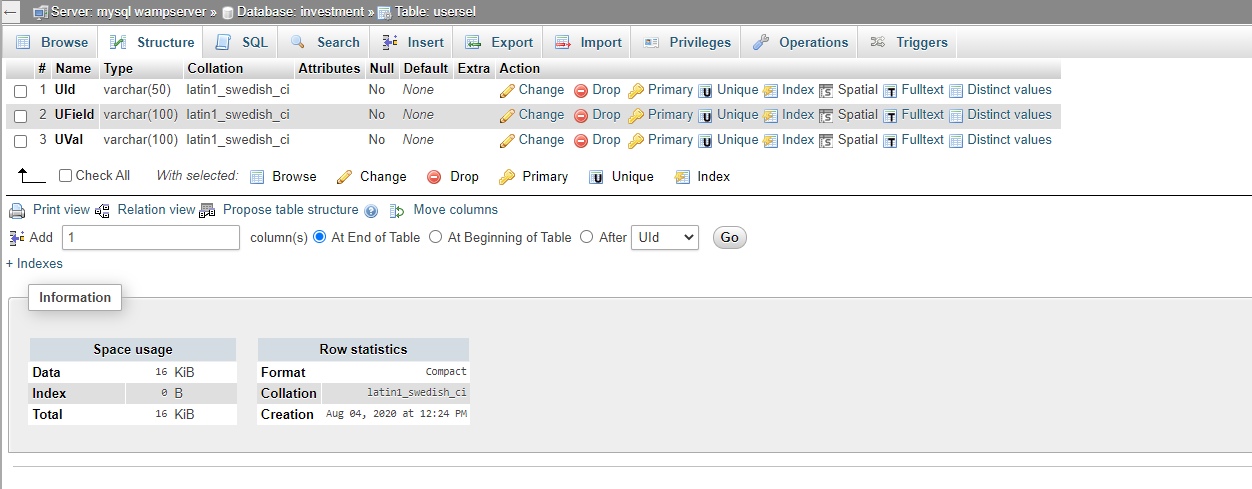 Server: mysql wampserver » Database: investment » Table: usersel
Browse Structure SQL Search Insert Export Import Privileges Operations Triggers
# Name Type Collation Attributes Null Default Extra Action
1 UId varchar(50) latin1_swedish_ci No None Change Drop Primary Unique Index Spatial Fulltext Distinct values
2 UField varchar(100) latin1_swedish_ci No None Change Drop Primary Unique Index Spatial Fulltext Distinct values
3 UVal varchar(100) latin1_swedish_ci No None Change Drop Primary Unique Index Spatial Fulltext Distinct values
Check All With selected: Browse Change Drop Primary Unique Index
Print view Relation view Propose table structure Move columns
Add 1 column(s) At End of Table At Beginning of Table After UId Go
+ Indexes
Information
Space usage Row statistics
Data 16 KiB Format Compact
Index 0 B Collation latin1_swedish_ci
Total 16 KiB Creation Aug 04, 2020 at 12:24 PM